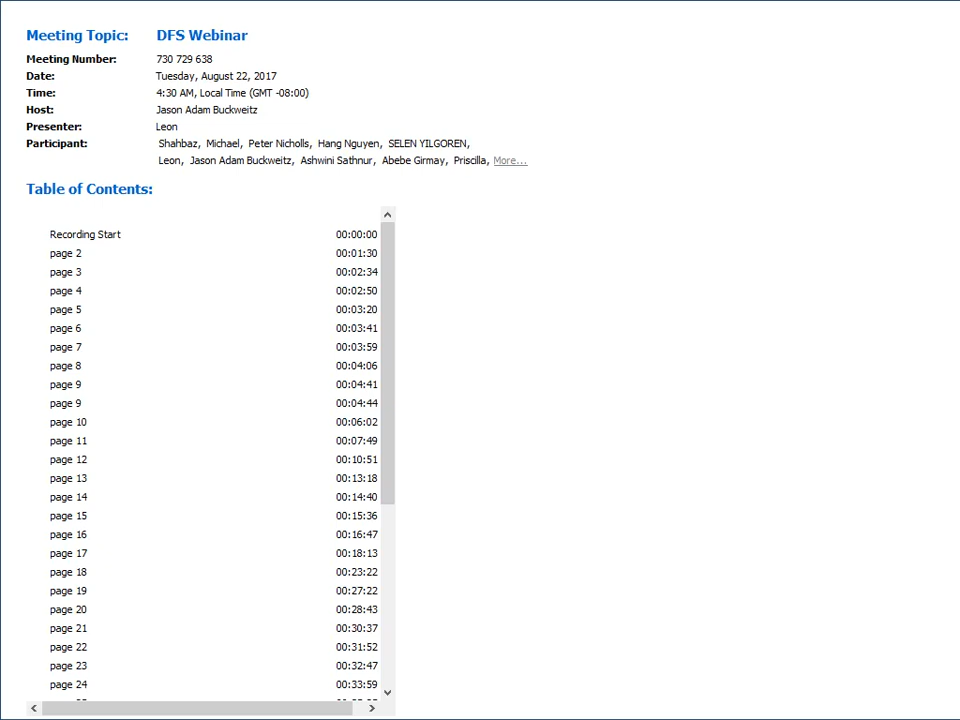 Meeting Topic: DFS Webinar
Meeting Number: 730 729 638
Date: Tuesday, August 22, 2017
Time: 4:30 AM, Local Time (GMT -08:00)
Host: Jason Adam Buckweitz
Presenter: Leon
Participant: Shahbaz, Michael, Peter Nicholls, Hang Nguyen, SELEN YILGOREN,
Leon, Jason Adam Buckweitz, Ashwini Sathnur, Abebe Girmay, Priscilla, More...
Table of Contents:
Recording Start 00:00:00
page 2 00:01:30
page 3 00:02:34
page 4 00:02:50
page 5 00:03:20
page 6 00:03:41
page 7 00:03:59
page 8 00:04:06
page 9 00:04:41
page 9 00:04:44
page 10 00:06:02
page 11 00:07:49
page 12 00:10:51
page 13 00:13:18
page 14 00:14:40
page 15 00:15:36
page 16 00:16:47
page 17 00:18:13
page 18 00:23:22
page 19 00:27:22
page 20 00:28:43
page 21 00:30:37
page 22 00:31:52
page 23 00:32:47
page 24 00:33:59